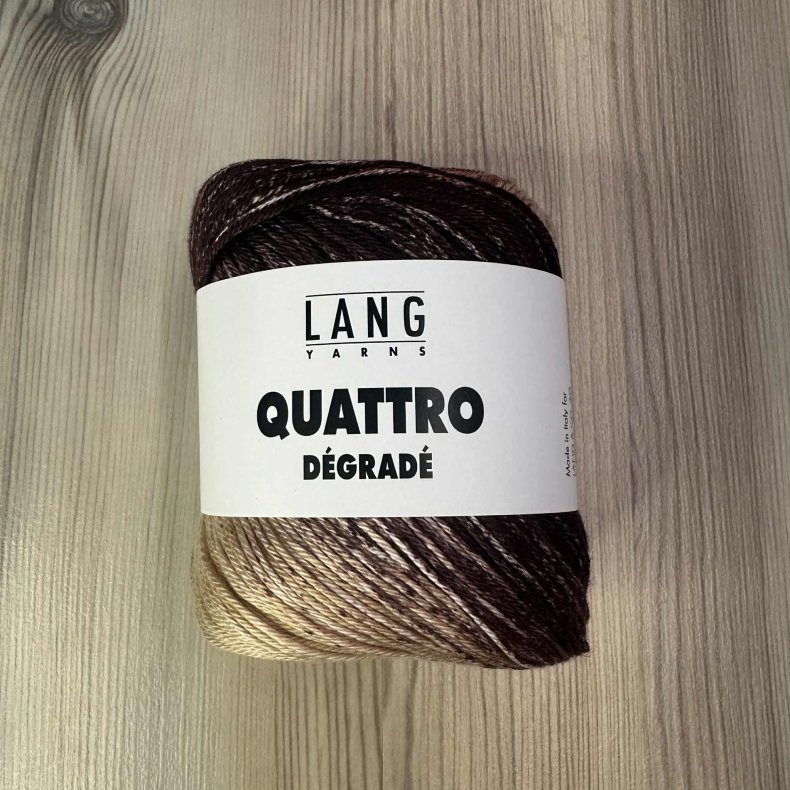 LANG
YARNS
QUATTRO
DÉGRADÉ
Made in Italy for